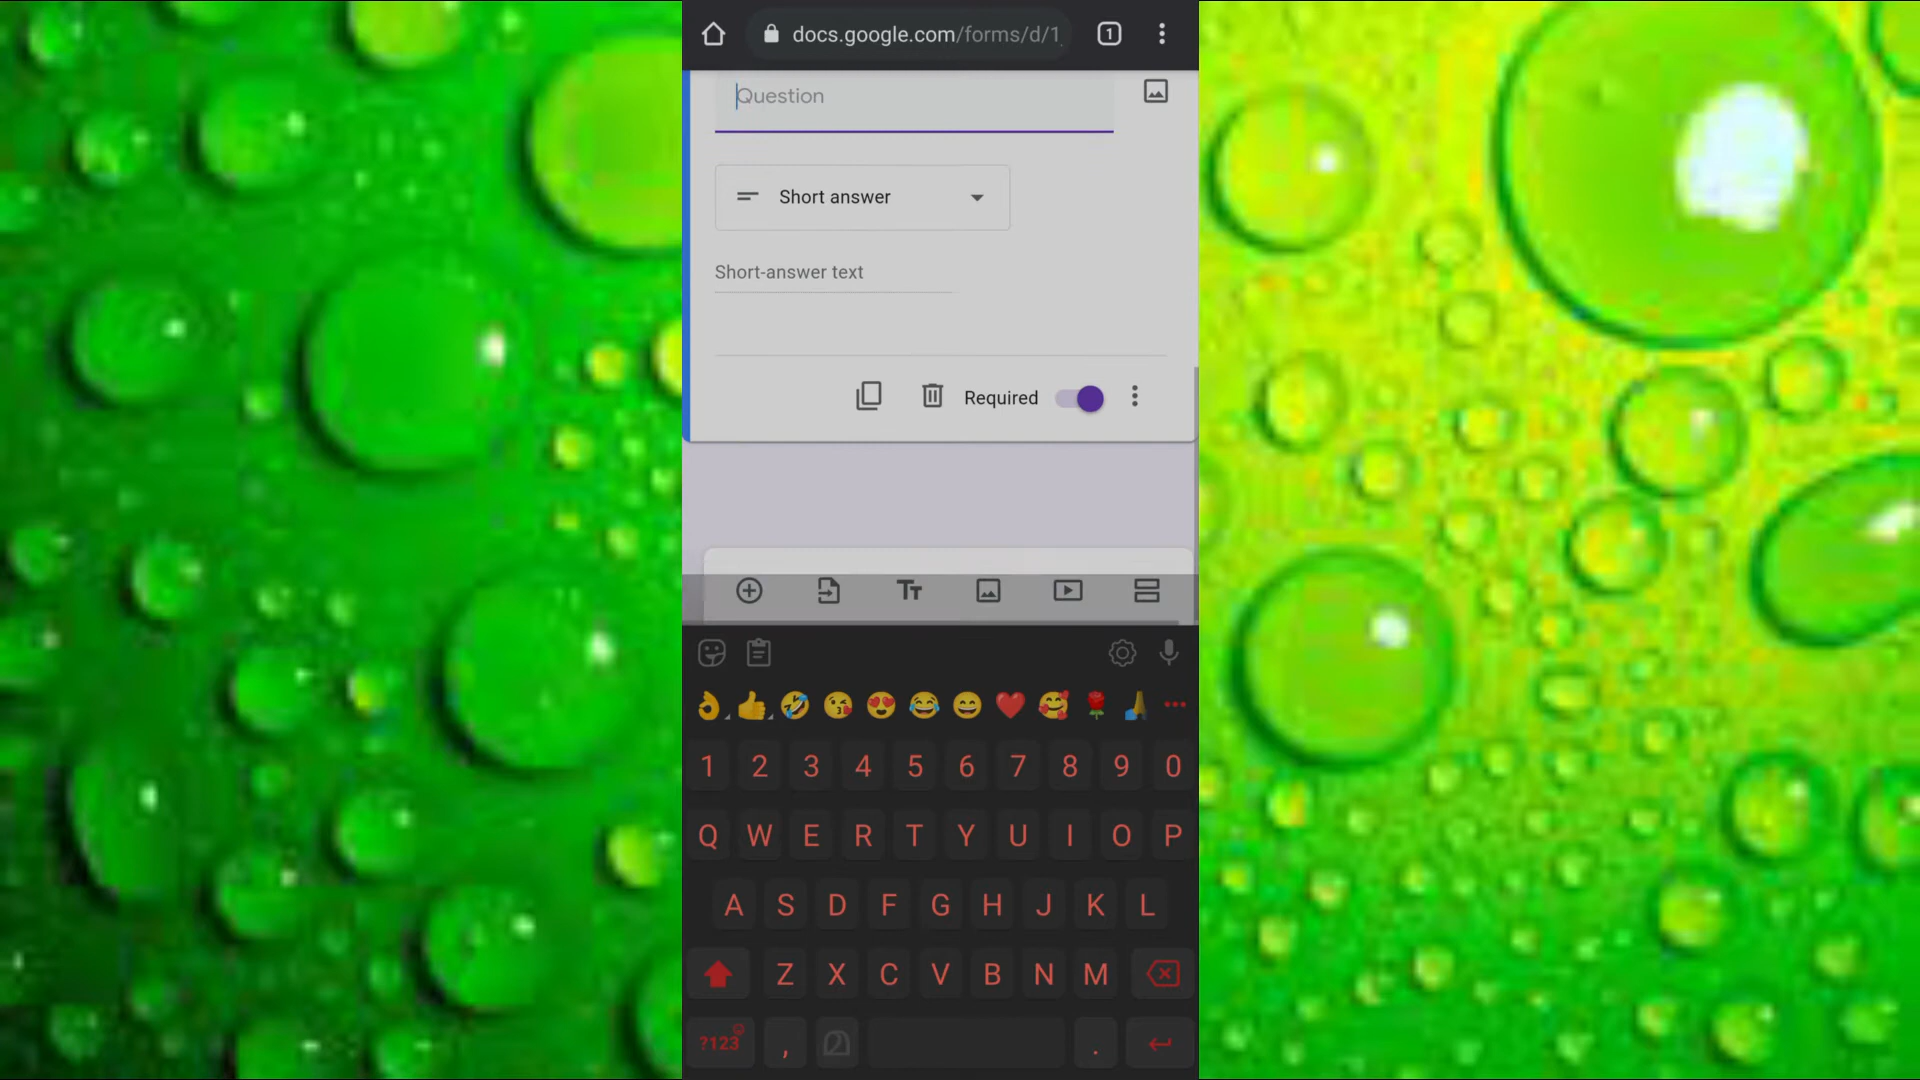 docs.google.com/forms/d/1
1
Question
Short answer
Short-answer text
Required
1 2 3 4 5 6 7 8 9 0
Q W E R T Y U I O P
A S D F G H J K L
Z X C V B N M
?123 , .